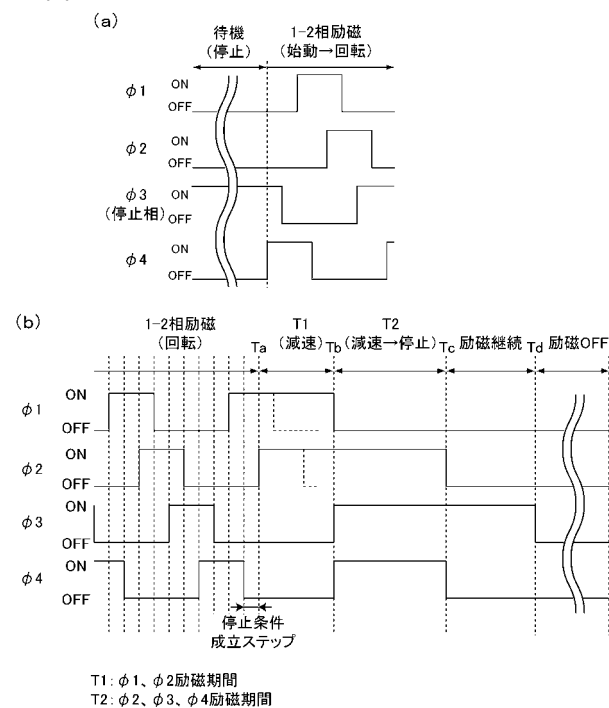 (a)
待機
(停止)
1-2相励磁
(始動→回転)
φ1
ON
OFF
φ2
ON
OFF
φ3
(停止相)
ON
OFF
φ4
ON
OFF
(b)
1-2相励磁
(回転)
Ta
T1
(減速)
Tb
T2
(減速→停止)
Tc
励磁継続
Td
励磁OFF
φ1
ON
OFF
φ2
ON
OFF
φ3
ON
OFF
φ4
ON
OFF
停止条件
成立ステップ
T1:φ1、φ2励磁期間
T2:φ2、φ3、φ4励磁期間